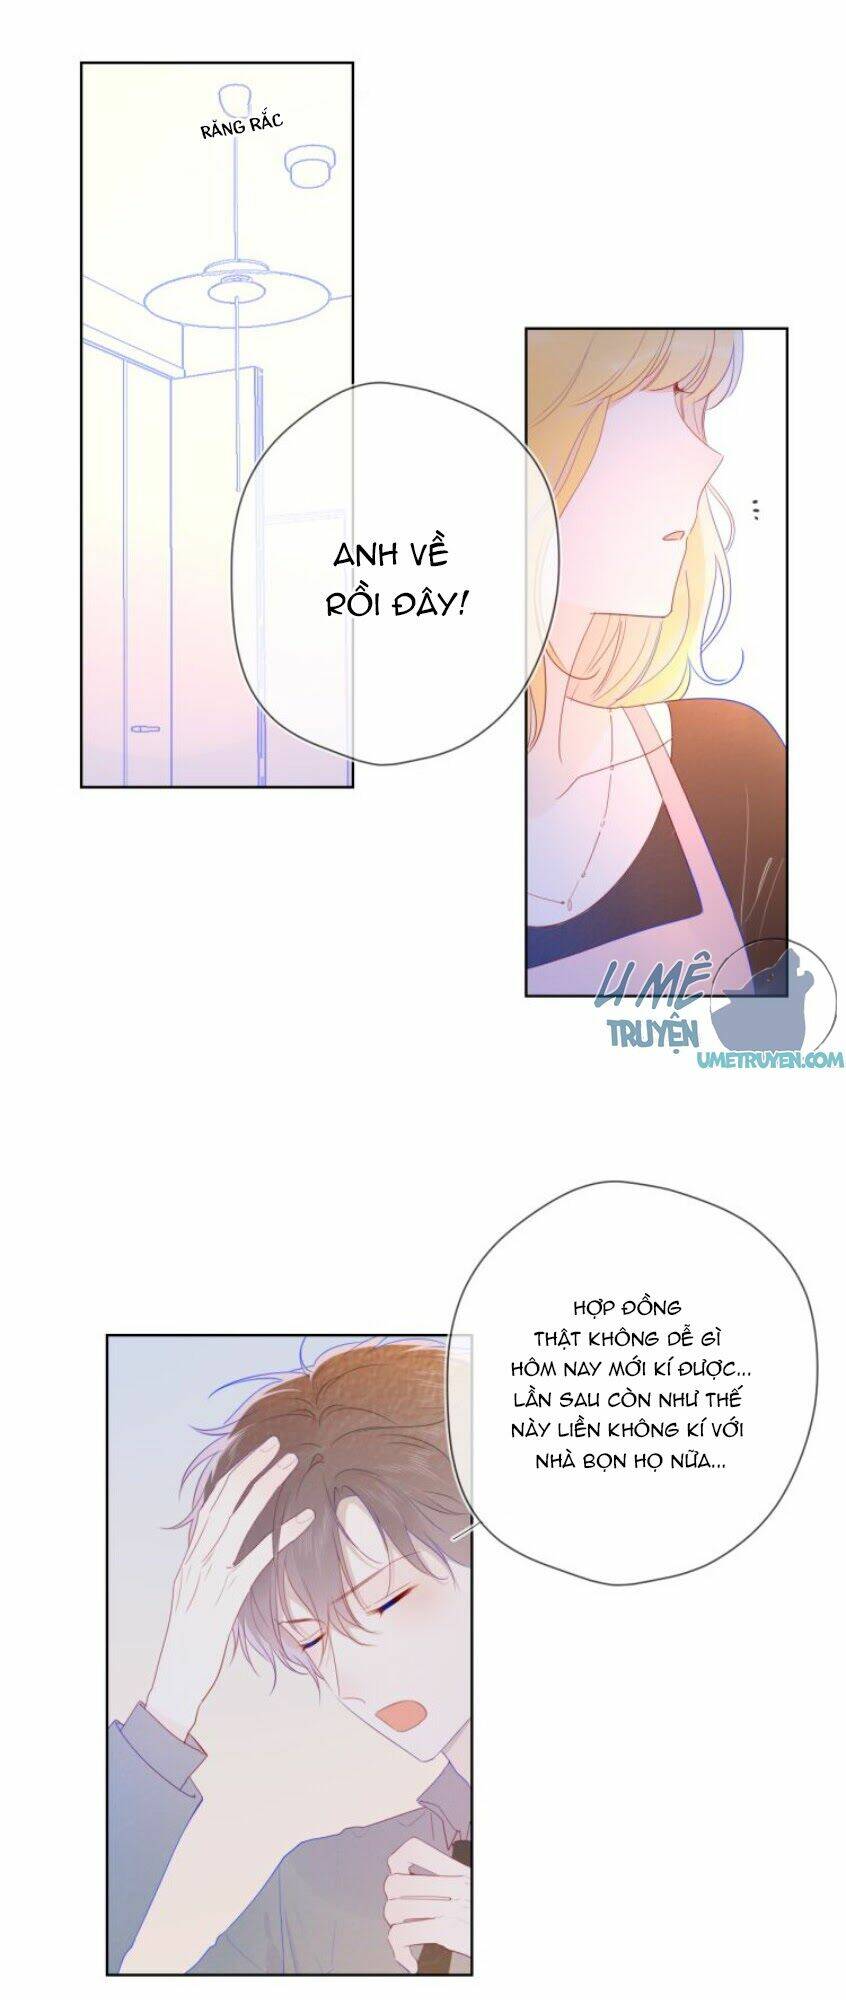 RĂNG RẮC
ANH VỀ
RỒI ĐÂY!
U MÊ
TRUYỆN
UMETRUYEN.COM
HỢP ĐỒNG
THẬT KHÔNG DỄ GÌ
HÔM NAY MỚI KÍ ĐƯỢC...
LẦN SAU CÒN NHƯ THẾ
NÀY LIỀN KHÔNG KÍ VỚI
NHÀ BỌN HỌ NỮA...